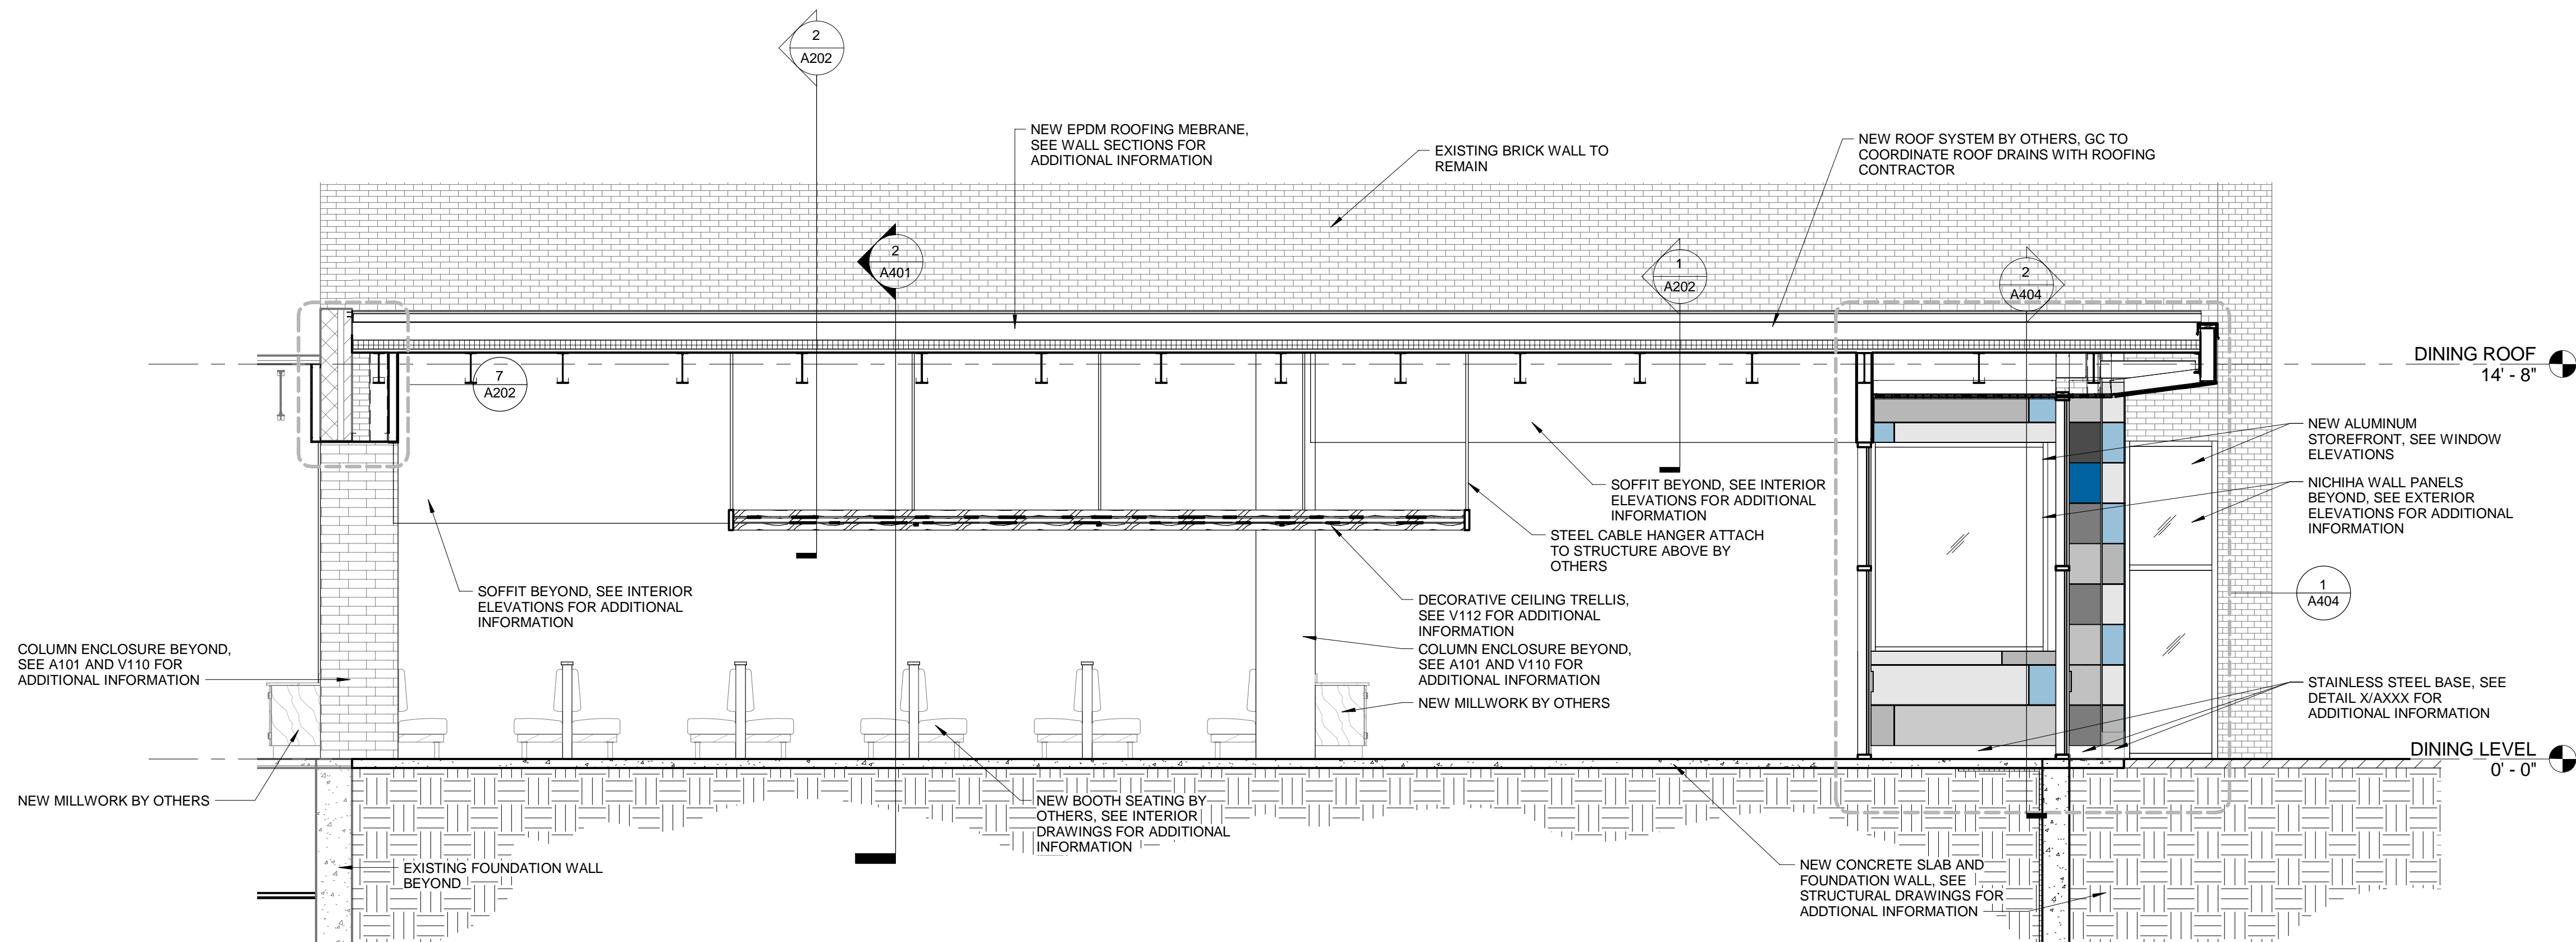 2
A202
NEW EPDM ROOFING MEBRANE,
SEE WALL SECTIONS FOR
ADDITIONAL INFORMATION
EXISTING BRICK WALL TO
REMAIN
NEW ROOF SYSTEM BY OTHERS, GC TO
COORDINATE ROOF DRAINS WITH ROOFING
CONTRACTOR
2
A401
1
A202
2
A404
7
A202
DINING ROOF
14' - 8"
NEW ALUMINUM
STOREFRONT, SEE WINDOW
ELEVATIONS
NICHIHA WALL PANELS
BEYOND, SEE EXTERIOR
ELEVATIONS FOR ADDITIONAL
INFORMATION
SOFFIT BEYOND, SEE INTERIOR
ELEVATIONS FOR ADDITIONAL
INFORMATION
STEEL CABLE HANGER ATTACH
TO STRUCTURE ABOVE BY
OTHERS
SOFFIT BEYOND, SEE INTERIOR
ELEVATIONS FOR ADDITIONAL
INFORMATION
DECORATIVE CEILING TRELLIS,
SEE V112 FOR ADDITIONAL
INFORMATION
1
A404
COLUMN ENCLOSURE BEYOND,
SEE A101 AND V110 FOR
ADDITIONAL INFORMATION
COLUMN ENCLOSURE BEYOND,
SEE A101 AND V110 FOR
ADDITIONAL INFORMATION
NEW MILLWORK BY OTHERS
STAINLESS STEEL BASE, SEE
DETAIL X/AXXX FOR
ADDITIONAL INFORMATION
DINING LEVEL
0' - 0"
NEW MILLWORK BY OTHERS
NEW BOOTH SEATING BY
OTHERS, SEE INTERIOR
DRAWINGS FOR ADDITIONAL
INFORMATION
EXISTING FOUNDATION WALL
BEYOND
NEW CONCRETE SLAB AND
FOUNDATION WALL, SEE
STRUCTURAL DRAWINGS FOR
ADDTIONAL INFORMATION